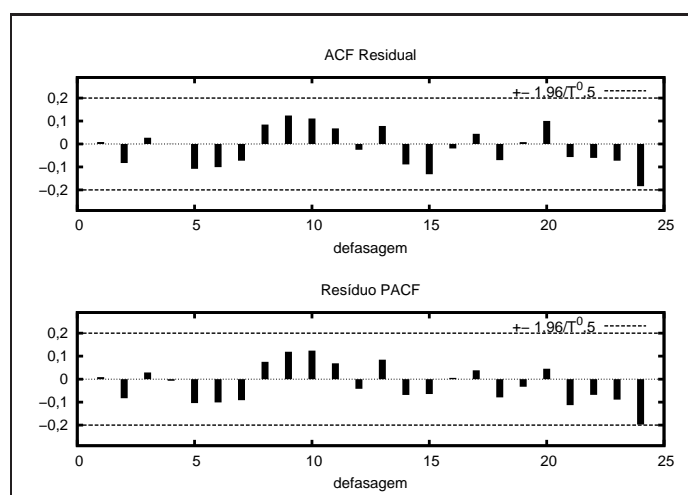 ACF Residual
+− 1,96/T^0,5
0,2
0,1
0
−0,1
−0,2
0 5 10 15 20 25
defasagem
Resíduo PACF
+− 1,96/T^0,5
0,2
0,1
0
−0,1
−0,2
0 5 10 15 20 25
defasagem